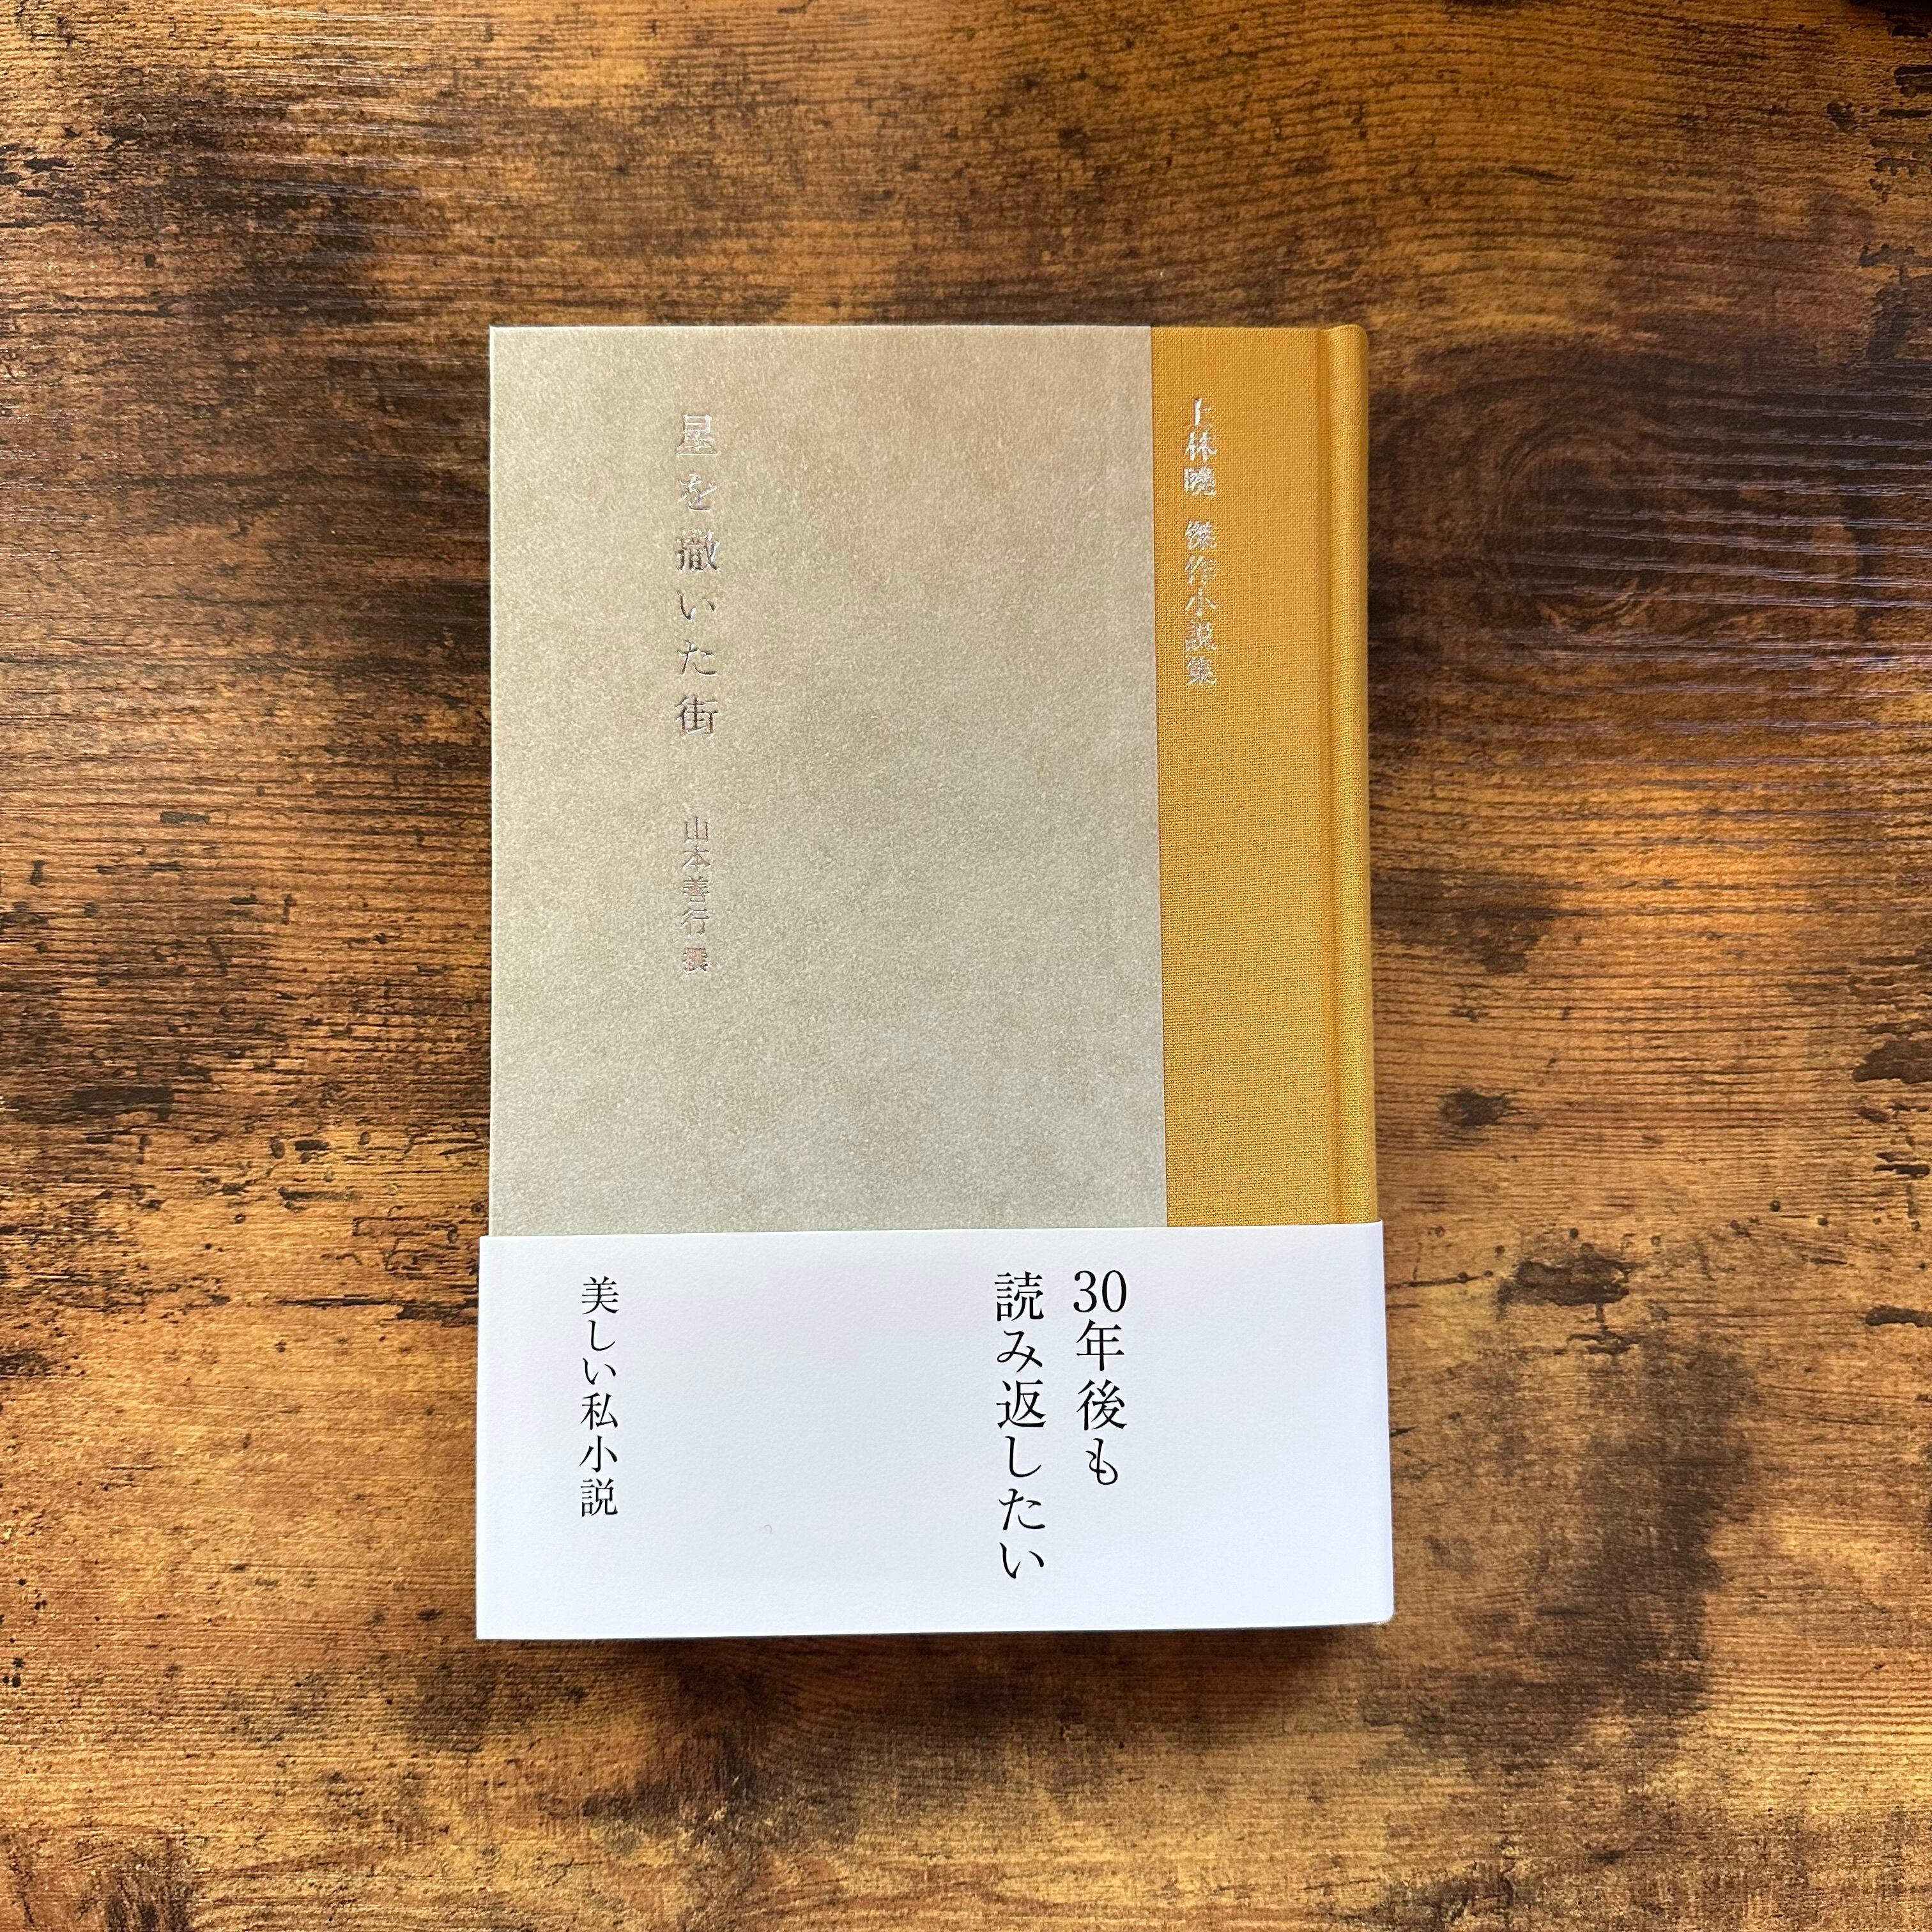 上林曉 傑作小説集
星を撒いた街 山本善行 撰
30年後も
読み返したい
美しい私小説